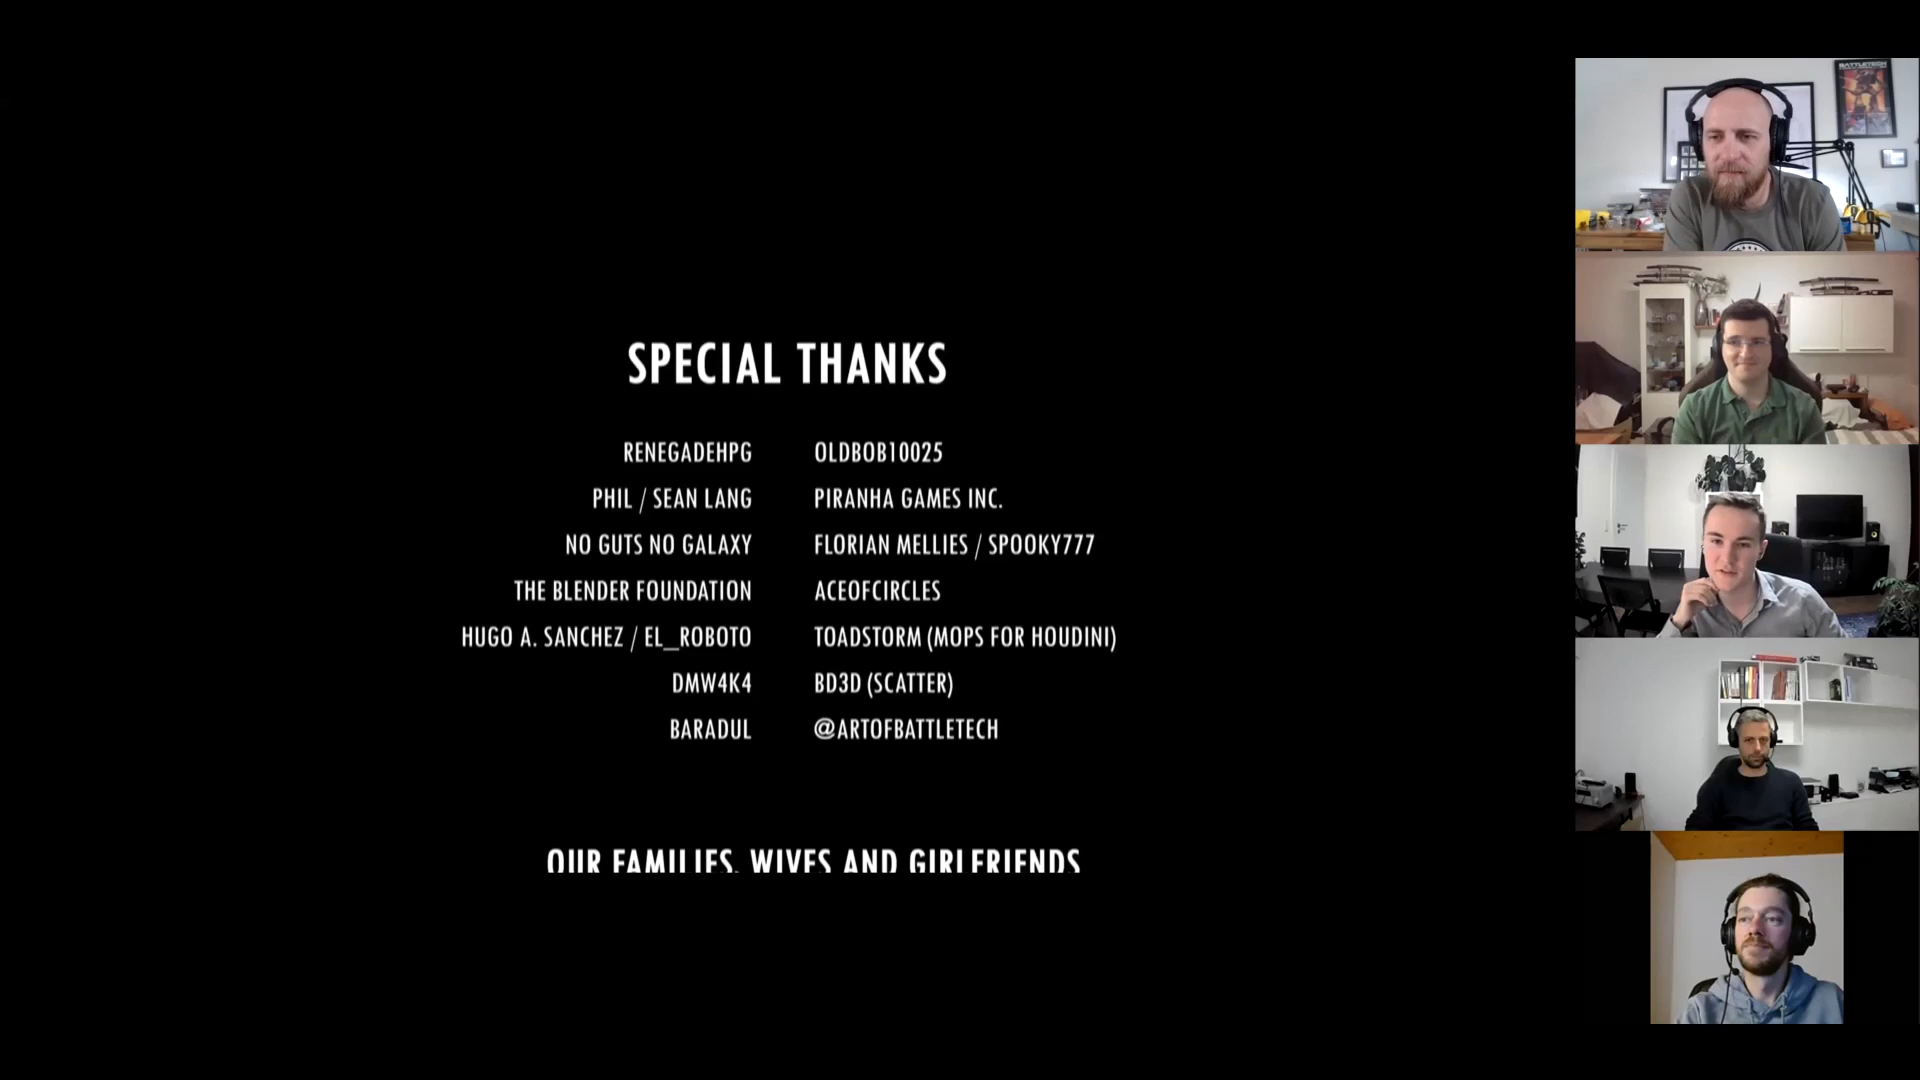 SPECIAL THANKS
RENEGADEHPG OLDBOB10025
PHIL / SEAN LANG PIRANHA GAMES INC.
NO GUTS NO GALAXY FLORIAN MELLIES / SPOOKY777
THE BLENDER FOUNDATION ACEOFCIRCLES
HUGO A. SANCHEZ / EL_ROBOTO TOADSTORM (MOPS FOR HOUDINI)
DMW4K4 BD3D (SCATTER)
BARADUL @ARTOFBATTLETECH
OUR FAMILIES, WIVES AND GIRLFRIENDS
BATTLETECH